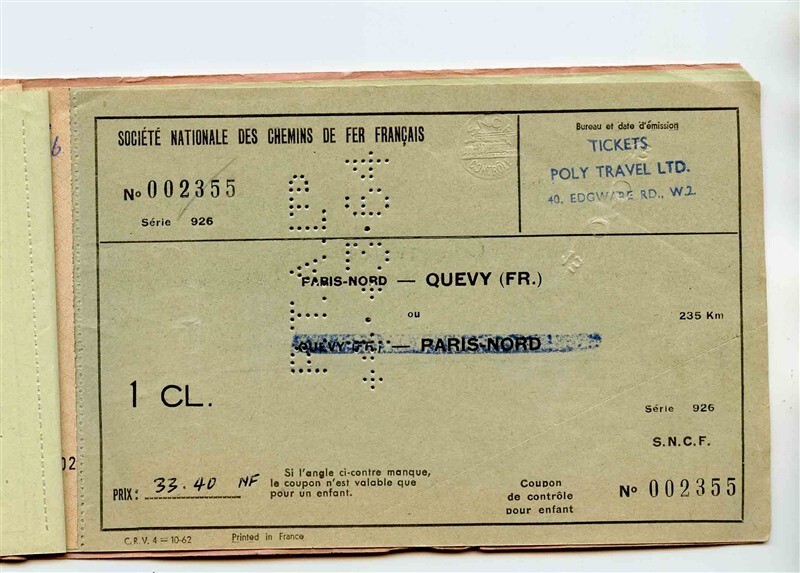 SOCIÉTÉ NATIONALE DES CHEMINS DE FER FRANÇAIS
No 002355
Série 926
Bureau et date d'émission
TICKETS
POLY TRAVEL LTD.
40, EDGWARE RD., W.2
PARIS-NORD — QUEVY (FR.)
ou
235 Km
QUEVY (FR.) — PARIS-NORD
1 CL.
Série 926
S.N.C.F.
PRIX : 33.40 NF
Si l'angle ci-contre manque,
le coupon n'est valable que
pour un enfant.
Coupon
de contrôle
pour enfant
No 002355
C.R.V. 4 = 10-62
Printed in France
02